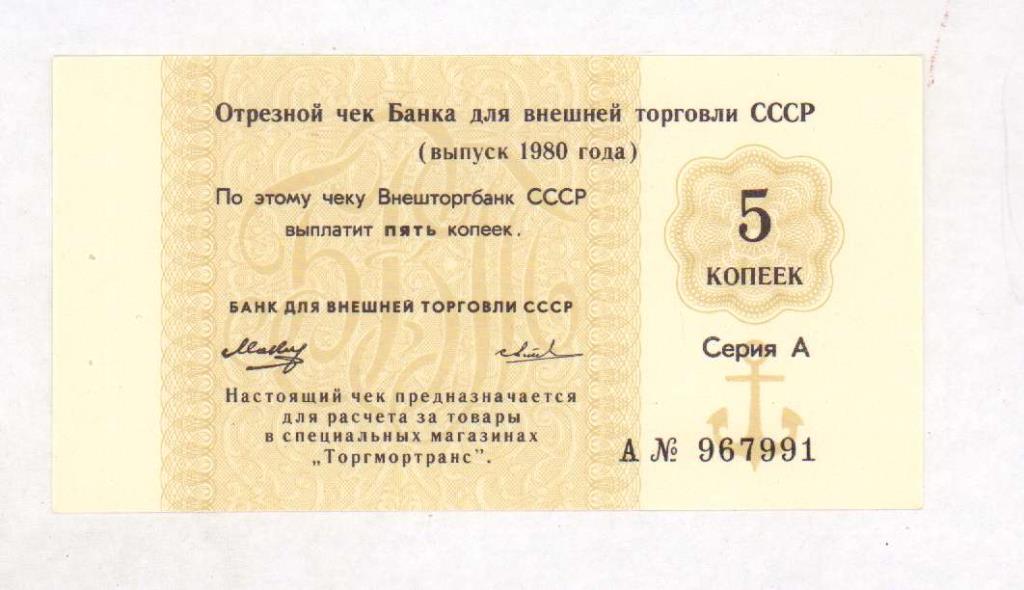 Отрезной чек Банка для внешней торговли СССР
(выпуск 1980 года)
По этому чеку Внешторгбанк СССР
выплатит пять копеек.
5
КОПЕЕК
БАНК ДЛЯ ВНЕШНЕЙ ТОРГОВЛИ СССР
Серия А
Настоящий чек предназначается
для расчета за товары
в специальных магазинах
„Торгмортранс".
А № 967991